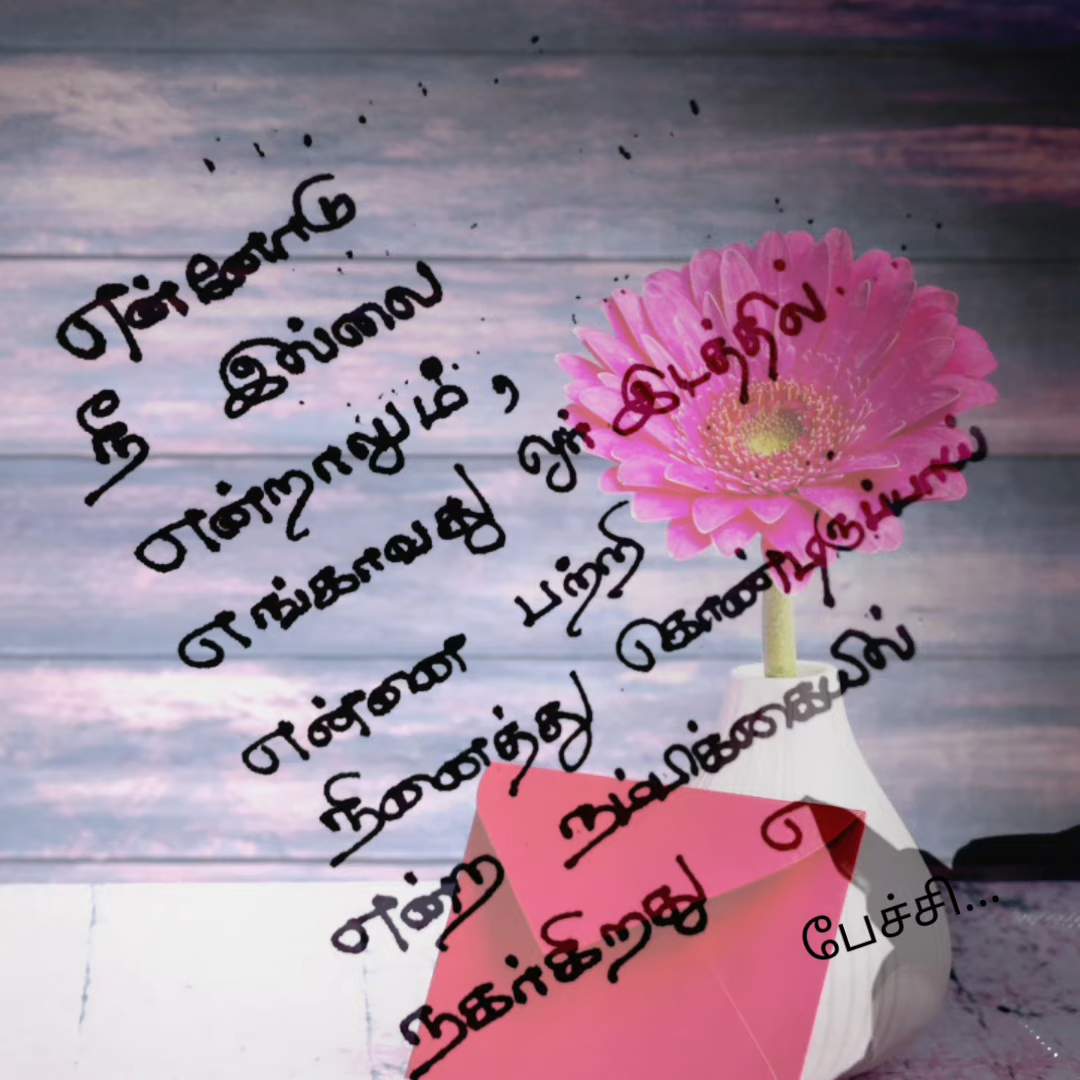 என்னோடு
நீ இல்லை
என்றாலும் ,
எங்காவது ஓர் இடத்தில்
என்னை பற்றி
நினைத்து கொண்டிருப்பாய்
என்ற நம்பிக்கையில்
நகர்கிறது
பேச்சி...